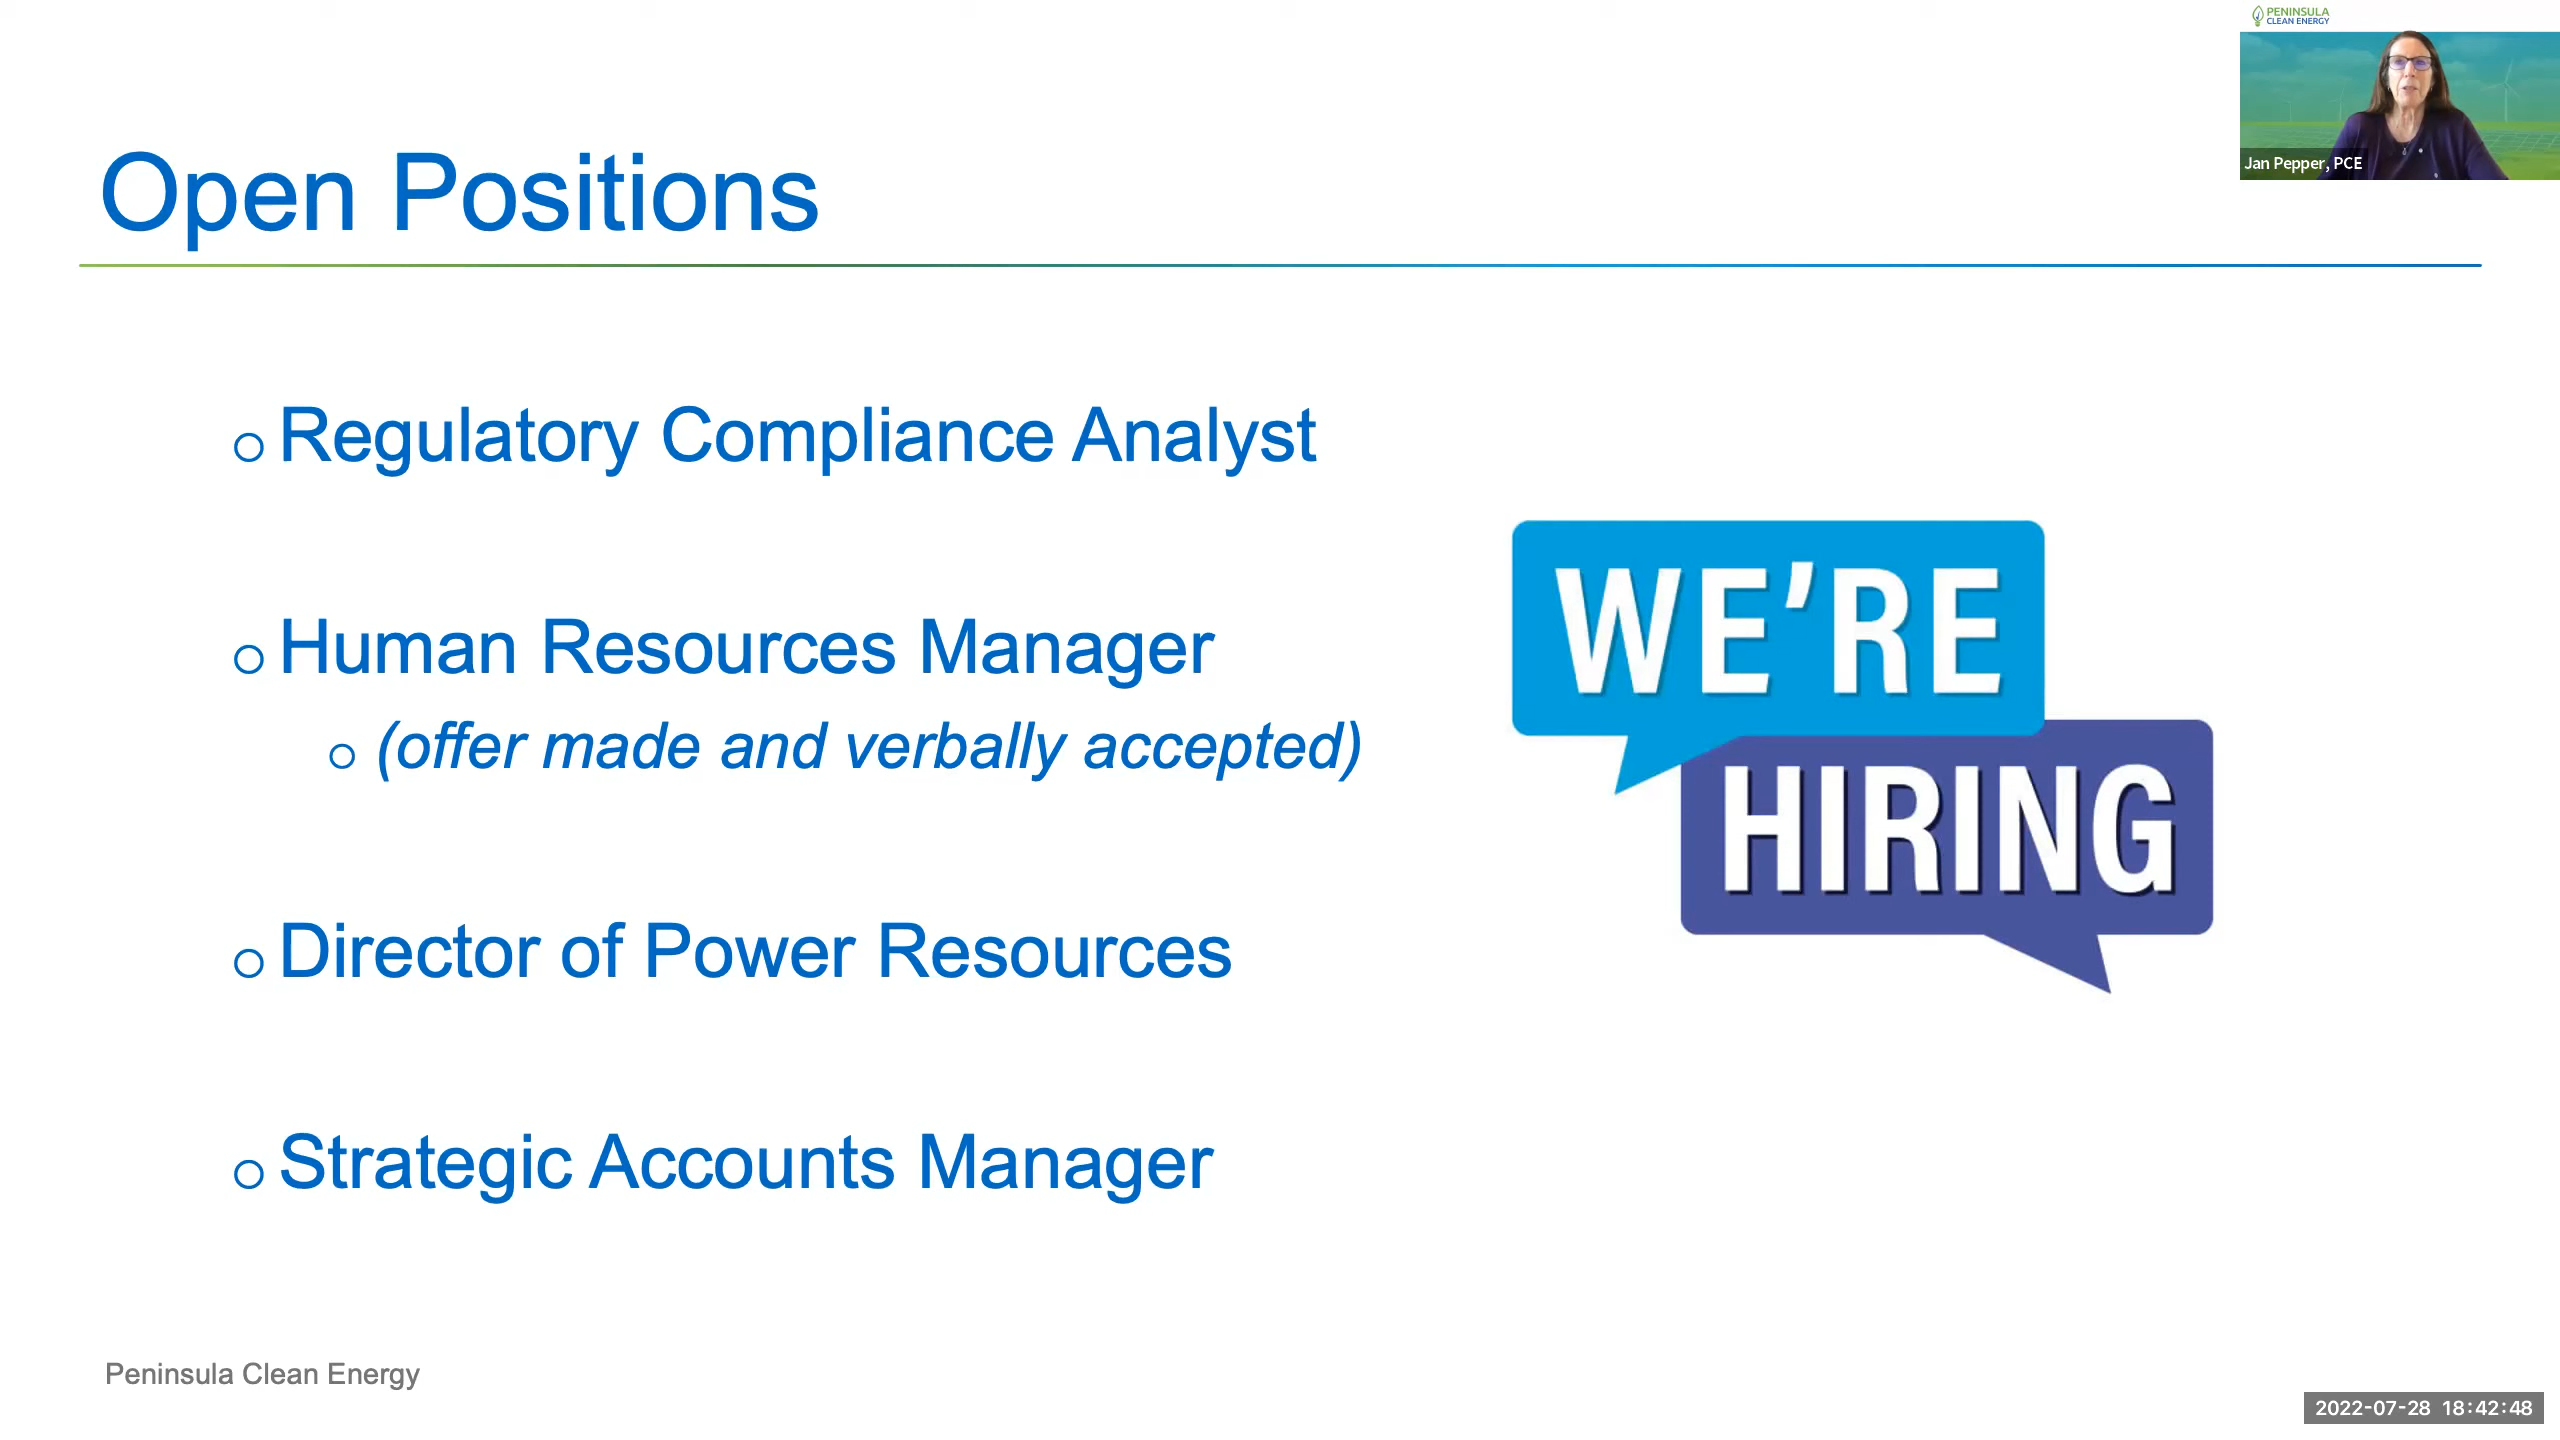 PENINSULA
CLEAN ENERGY
Jan Pepper, PCE
Open Positions
Regulatory Compliance Analyst
Human Resources Manager
(offer made and verbally accepted)
Director of Power Resources
Strategic Accounts Manager
WE'RE
HIRING
Peninsula Clean Energy
2022-07-28 18:42:48